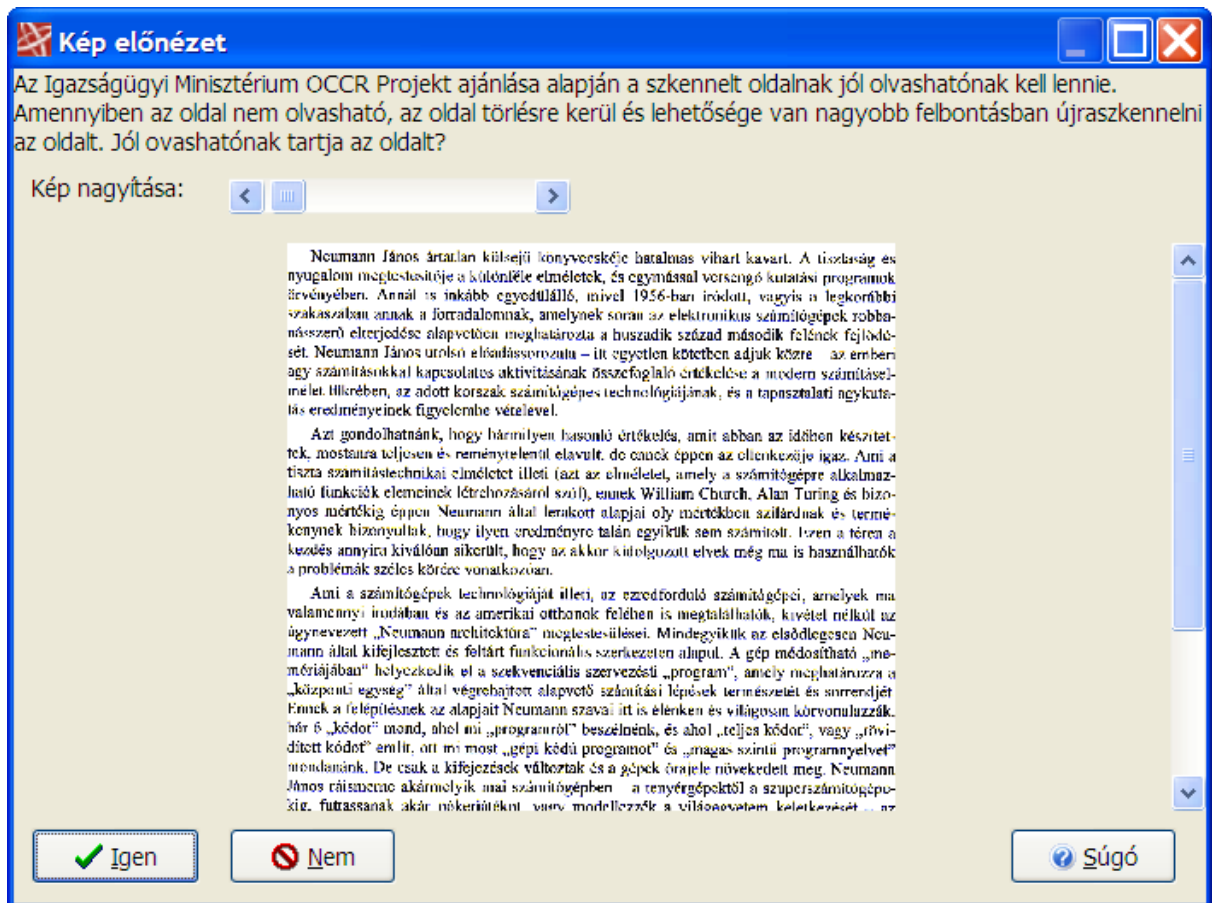 Kép előnézet
Az Igazságügyi Minisztérium OCCR Projekt ajánlása alapján a szkennelt oldalnak jól olvashatónak kell lennie.
Amennyiben az oldal nem olvasható, az oldal törlésre kerül és lehetősége van nagyobb felbontásban újraszkennelni
az oldalt. Jól ovashatónak tartja az oldalt?
Kép nagyítása:
Neumann János ártatlan külsejű könyvecskéje hatalmas vihart kavart. A tisztaság és
nyugalom megtestesítője a különféle elméletek, és egymással versengő kutatási programok
örvényében. Annál is inkább egyedülálló, mivel 1956-ban íródott, vagyis a legkorábbi
szakaszában annak a forradalomnak, amelynek során az elektronikus számítógépek robba-
násszerű elterjedése alapvetően meghatározta a huszadik század második felének fejlődé-
sét. Neumann János utolsó előadássorozata – itt egyetlen kötetben adjuk közre – az emberi
agy számításokkal kapcsolatos aktivitásának összefoglaló értékelése a modern számításel-
mélet tükrében, az adott korszak számítógépes technológiájának, és a tapasztalati agykuta-
tás eredményeinek figyelembe vételével.
Azt gondolhatnánk, hogy bármilyen hasonló értékelés, amit abban az időben készítet-
tek, mostanra teljesen és reménytelenül elavult, de ennek éppen az ellenkezője igaz. Ami a
tiszta számítástechnikai elméletet illeti (azt az elméletet, amely a számítógépre alkalmaz-
ható funkciók elemeinek létrehozásáról szól), ennek William Church, Alan Turing és bizo-
nyos mértékig éppen Neumann által lerakott alapjai oly mértékben szilárdnak és termé-
kenynek bizonyultak, hogy ilyen eredményre talán egyikük sem számított. Ezen a téren a
kezdés annyira kiválóan sikerült, hogy az akkor kidolgozott elvek még ma is használhatók
a problémák széles körére vonatkozóan.
Ami a számítógépek technológiáját illeti, az ezredforduló számítógépei, amelyek ma
valamennyi irodában és az amerikai otthonok felében is megtalálhatók, kivétel nélkül az
úgynevezett „Neumann architektúra" megtestesülései. Mindegyikük az elsődlegesen Neu-
mann által kifejlesztett és feltárt funkcionális szerkezeten alapul. A gép módosítható „me-
móriájában" helyezkedik el a szekvenciális szervezésű „program", amely meghatározza a
„központi egység" által végrehajtott alapvető számítási lépések természetét és sorrendjét.
Ennek a felépítésnek az alapjait Neumann szavai itt is élénken és világosan körvonalazzák,
bár ő „kódot" mond, ahol mi „programról" beszélnénk, és ahol „teljes kódot", vagy „rövi-
dített kódot" említ, ott mi most „gépi kódú programot" és „magas szintű programnyelvet"
mondanánk. De csak a kifejezések változtak és a gépek órajele növekedett meg. Neumann
János ráismerne akármelyik mai számítógépben – a tenyérgépektől a szuperszámítógépe-
kig, futtassanak akár pókerjátékot, vagy modellezzék a világegyetem keletkezését – az
Igen
Nem
Súgó